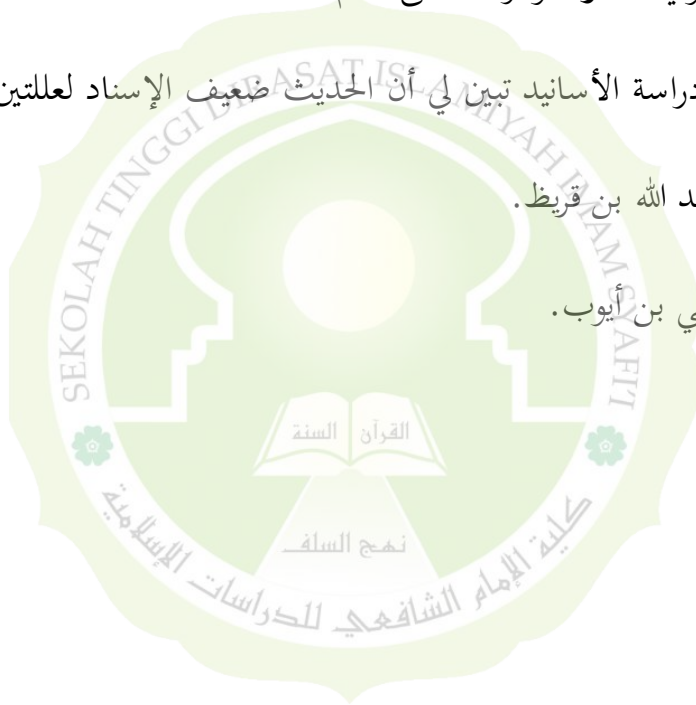 دراسة الأسانيد تبين لي أن الحديث ضعيف الإسناد لعلتين
الله بن قريظ.
بن أيوب.
SEKOLAH TINGGI DIRASAT ISLAMIYAH IMAM SYAFI'I
القرآن السنة
نهج السلف
كلية الإمام الشافعي للدراسات الإسلامية